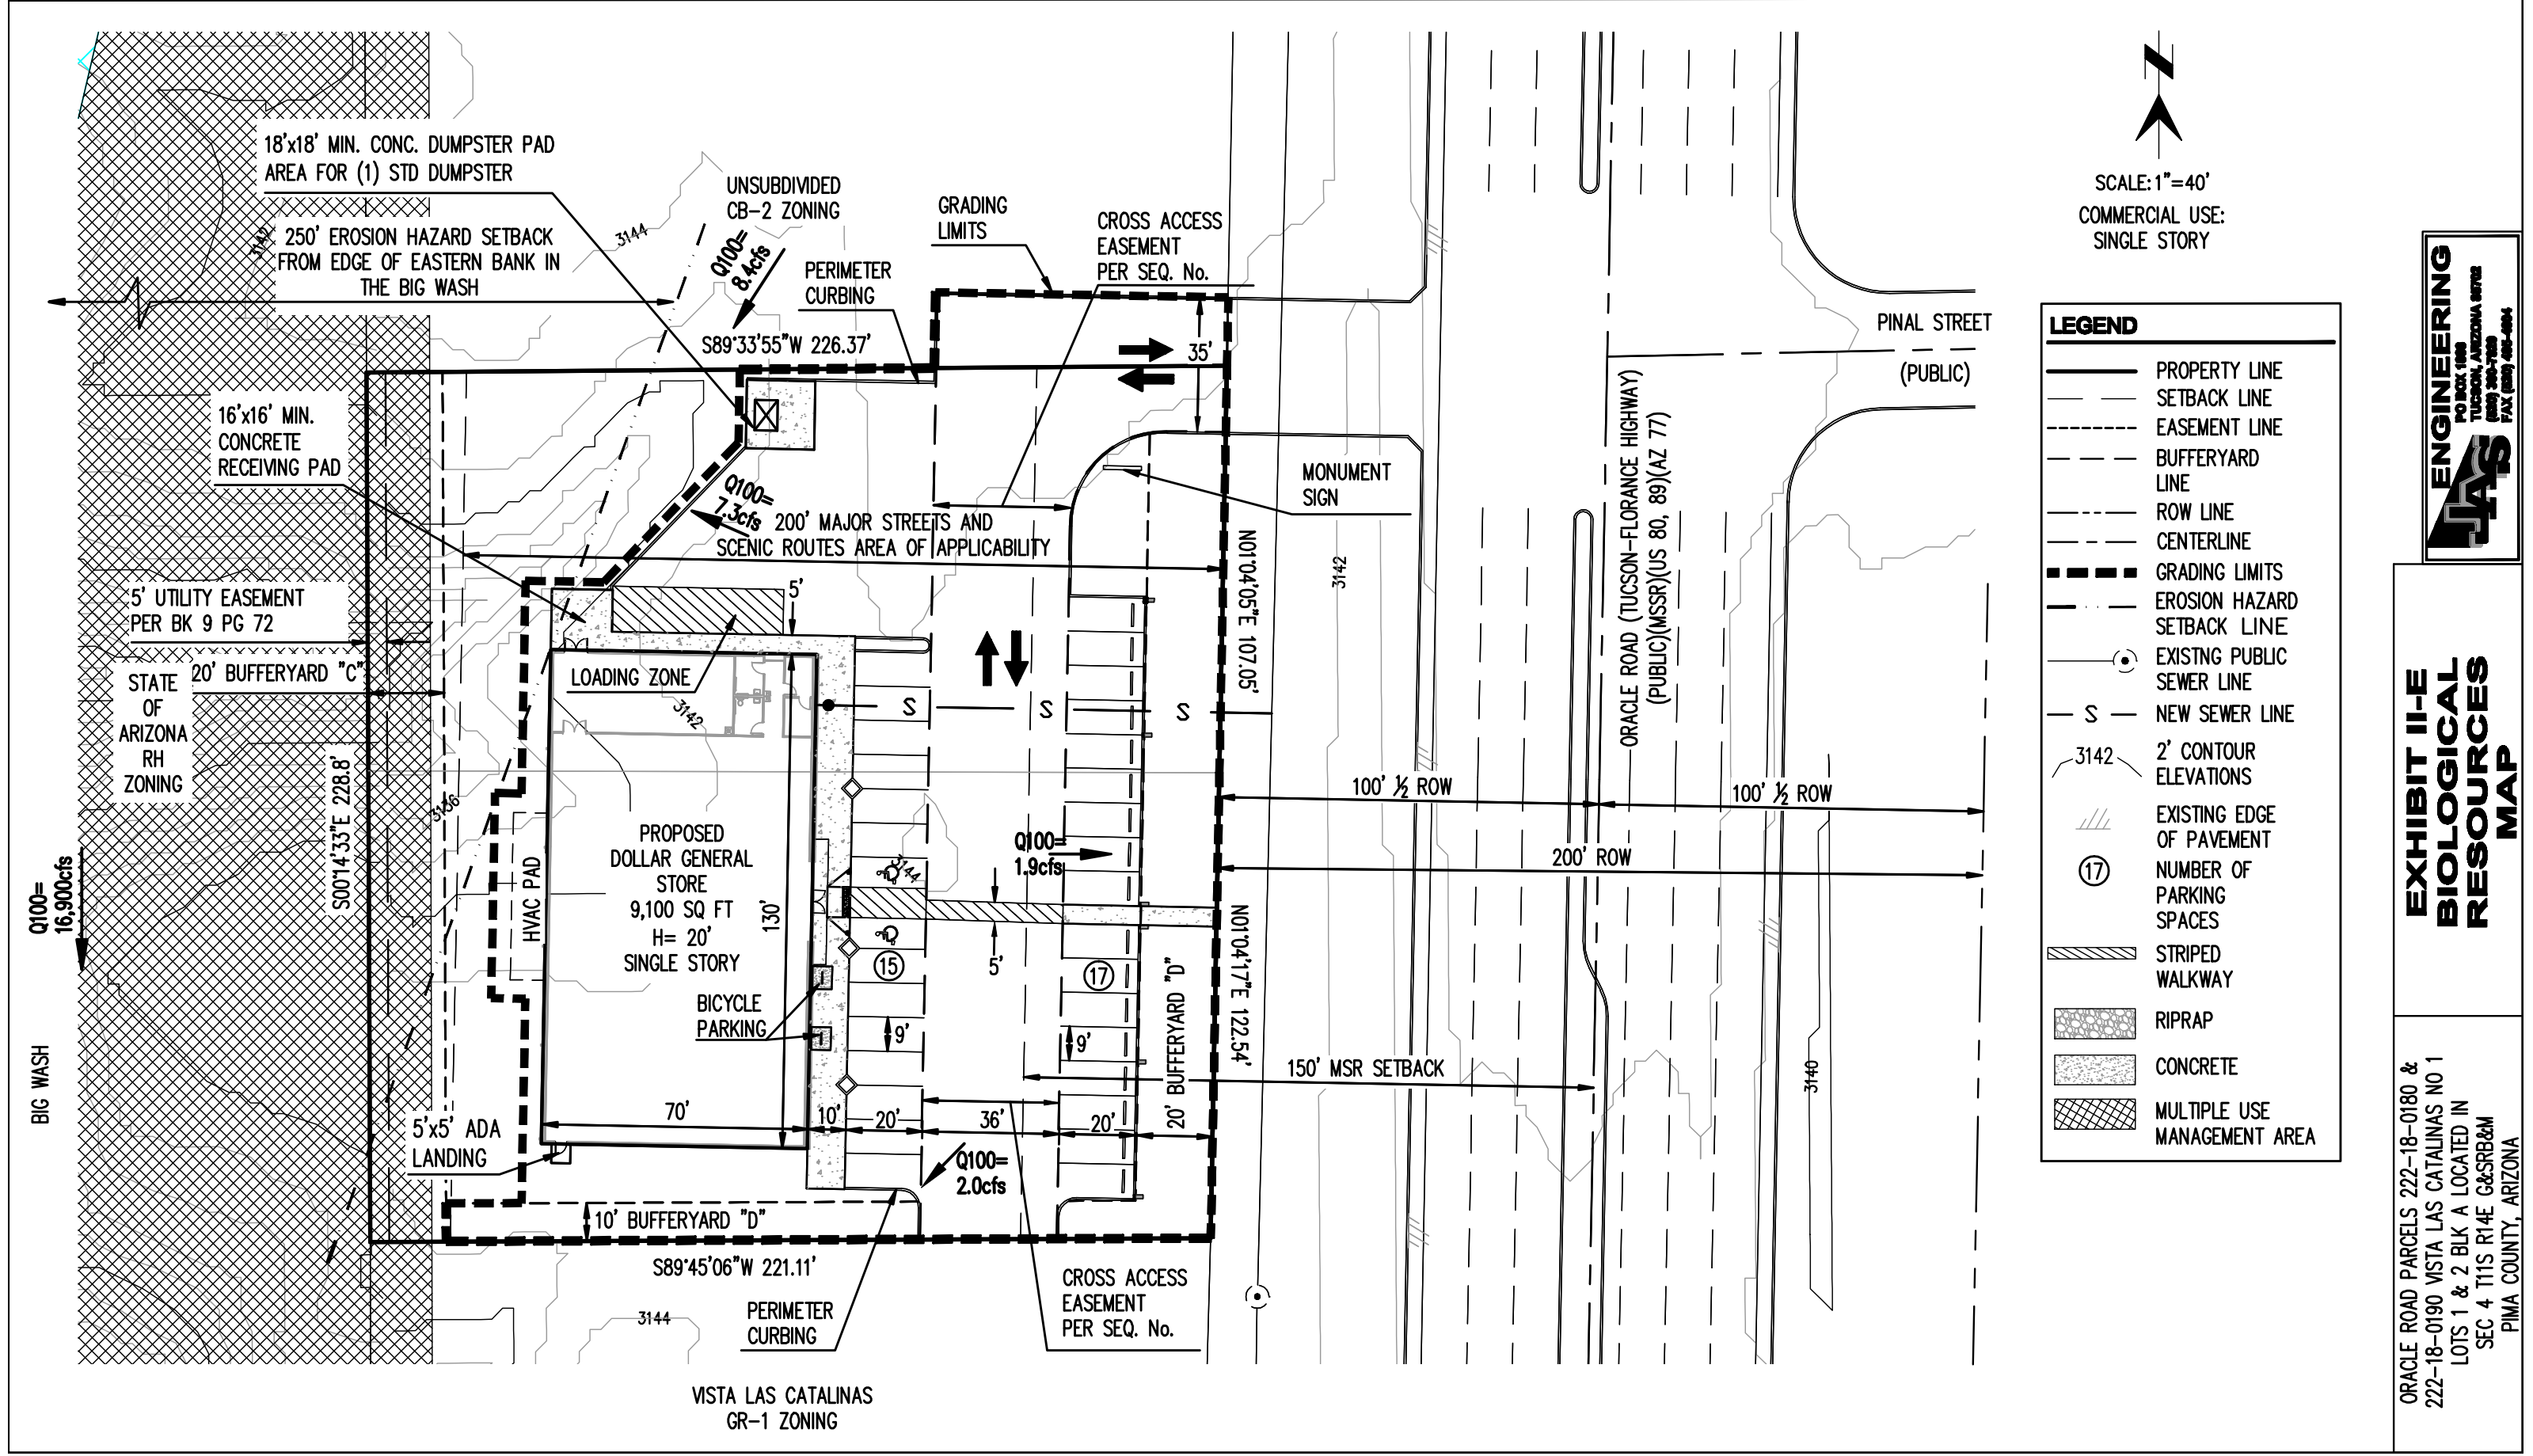 18'x18' MIN. CONC. DUMPSTER PAD
AREA FOR (1) STD DUMPSTER
250' EROSION HAZARD SETBACK
FROM EDGE OF EASTERN BANK IN
THE BIG WASH
3142
3144
UNSUBDIVIDED
CB-2 ZONING
Q100=
8.4cfs
PERIMETER
CURBING
GRADING
LIMITS
CROSS ACCESS
EASEMENT
PER SEQ. No.
S89°33'55"W 226.37'
35'
16'x16' MIN.
CONCRETE
RECEIVING PAD
Q100=
7.3cfs
200' MAJOR STREETS AND
SCENIC ROUTES AREA OF APPLICABILITY
MONUMENT
SIGN
N01°04'05"E 107.05'
3142
5' UTILITY EASEMENT
PER BK 9 PG 72
20' BUFFERYARD "C"
STATE
OF
ARIZONA
RH
ZONING
5'
LOADING ZONE
3142
S S S
S00°14'33"E 228.8'
3136
HVAC PAD
PROPOSED
DOLLAR GENERAL
STORE
9,100 SQ FT
H= 20'
SINGLE STORY
130'
BICYCLE
PARKING
3144
15
Q100=
1.9cfs
5'
17
9'
9'
20' BUFFERYARD "D"
N01°04'17"E 122.54'
Q100=
16,900cfs
BIG WASH
5'x5' ADA
LANDING
70'
10'
20'
36'
20'
Q100=
2.0cfs
10' BUFFERYARD "D"
S89°45'06"W 221.11'
3144
PERIMETER
CURBING
CROSS ACCESS
EASEMENT
PER SEQ. No.
VISTA LAS CATALINAS
GR-1 ZONING
ORACLE ROAD (TUCSON-FLORANCE HIGHWAY)
(PUBLIC)(MSSR)(US 80, 89)(AZ 77)
PINAL STREET
(PUBLIC)
100' ½ ROW
100' ½ ROW
200' ROW
150' MSR SETBACK
3140
N
SCALE: 1"=40'
COMMERCIAL USE:
SINGLE STORY
LEGEND
PROPERTY LINE
SETBACK LINE
EASEMENT LINE
BUFFERYARD
LINE
ROW LINE
CENTERLINE
GRADING LIMITS
EROSION HAZARD
SETBACK LINE
EXISTNG PUBLIC
SEWER LINE
S
NEW SEWER LINE
3142
2' CONTOUR
ELEVATIONS
EXISTING EDGE
OF PAVEMENT
17
NUMBER OF
PARKING
SPACES
STRIPED
WALKWAY
RIPRAP
CONCRETE
MULTIPLE USE
MANAGEMENT AREA
JAS
ENGINEERING
TUCSON, ARIZONA 85702
EXHIBIT II-E
BIOLOGICAL
RESOURCES
MAP
ORACLE ROAD PARCELS 222-18-0180 &
222-18-0190 VISTA LAS CATALINAS NO 1
LOTS 1 & 2 BLK A LOCATED IN
SEC 4 T11S R14E G&SRB&M
PIMA COUNTY, ARIZONA